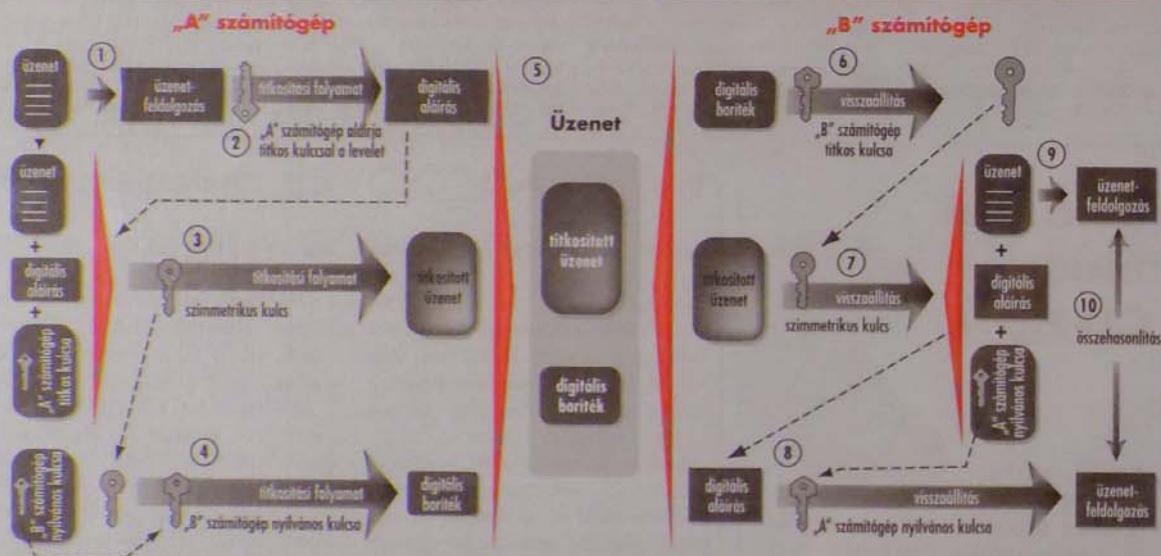 „A” számítógép
„B” számítógép
üzenet
1
üzenet-
feldolgozás
titkosítási folyamat
digitális
aláírás
2
„A” számítógép aláírja
titkos kulccsal a levelet
üzenet
+
digitális
aláírás
+
„A” számítógép
titkos kulcsa
3
titkosítási folyamat
szimmetrikus kulcs
titkosított
üzenet
„B” számítógép
nyilvános kulcsa
4
titkosítási folyamat
„B” számítógép nyilvános kulcsa
digitális
boríték
5
Üzenet
titkosított
üzenet
digitális
boríték
digitális
boríték
6
visszaállítás
„B” számítógép
titkos kulcsa
titkosított
üzenet
7
visszaállítás
szimmetrikus kulcs
üzenet
+
digitális
aláírás
+
„A” számítógép
nyilvános kulcsa
9
üzenet-
feldolgozás
10
összehasonlítás
digitális
aláírás
8
visszaállítás
„A” számítógép nyilvános kulcsa
üzenet-
feldolgozás